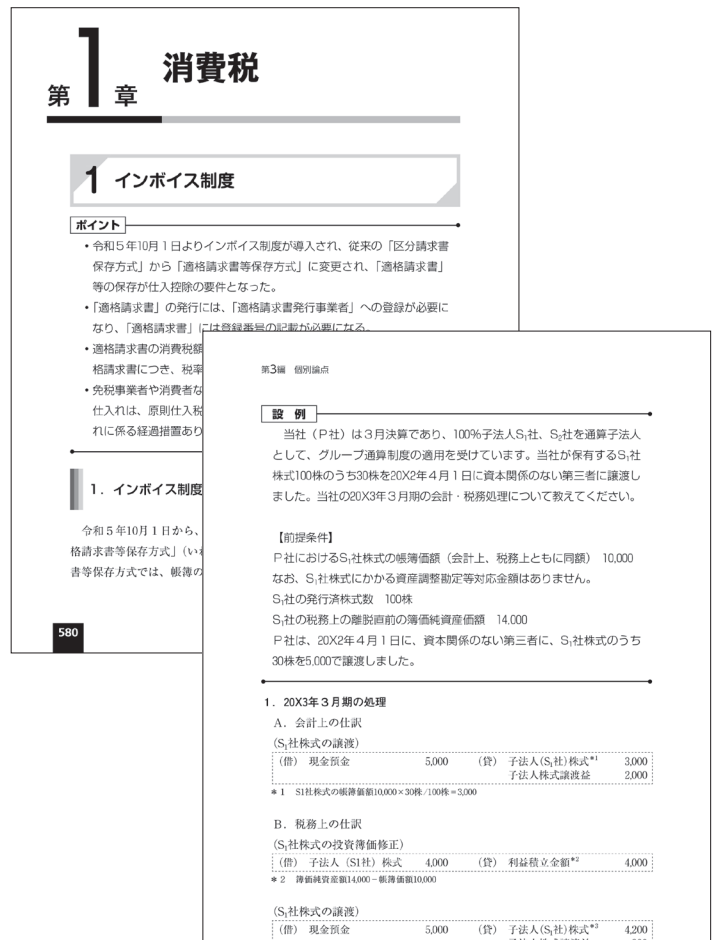 第1章 消費税
1 インボイス制度
ポイント
・令和5年10月1日よりインボイス制度が導入され、従来の「区分請求書
保存方式」から「適格請求書等保存方式」に変更され、「適格請求書」
等の保存が仕入控除の要件となった。
・「適格請求書」の発行には、「適格請求書発行事業者」への登録が必要に
なり、「適格請求書」には登録番号の記載が必要になる。
・適格請求書の消費税額
格請求書につき、税率
・免税事業者や消費者な
仕入れは、原則仕入税
れに係る経過措置あり
1．インボイス制度
令和5年10月1日から、
格請求書等保存方式」（いわ
書等保存方式では、帳簿の
580
第3編 個別論点
設 例
当社（P社）は3月決算であり、100％子法人S₁社、S₂社を通算子法人
として、グループ通算制度の適用を受けています。当社が保有するS₁社
株式100株のうち30株を20X2年4月1日に資本関係のない第三者に譲渡し
ました。当社の20X3年3月期の会計・税務処理について教えてください。
【前提条件】
P社におけるS₁社株式の帳簿価額（会計上、税務上ともに同額） 10,000
なお、S₁社株式にかかる資産調整勘定等対応金額はありません。
S₁社の発行済株式数 100株
S₁社の税務上の離脱直前の簿価純資産価額 14,000
P社は、20X2年4月1日に、資本関係のない第三者に、S₁社株式のうち
30株を5,000で譲渡しました。
1．20X3年3月期の処理
A．会計上の仕訳
（S₁社株式の譲渡）
（借） 現金預金 5,000 （貸） 子法人(S₁社)株式*1 3,000
子法人株式譲渡益 2,000
＊1 S1社株式の帳簿価額10,000×30株/100株＝3,000
B．税務上の仕訳
（S₁社株式の投資簿価修正）
（借） 子法人（S1社）株式 4,000 （貸） 利益積立金額*2 4,000
＊2 簿価純資産額14,000－帳簿価額10,000
（S₁社株式の譲渡）
（借） 現金預金 5,000 （貸） 子法人(S₁社)株式*3 4,200